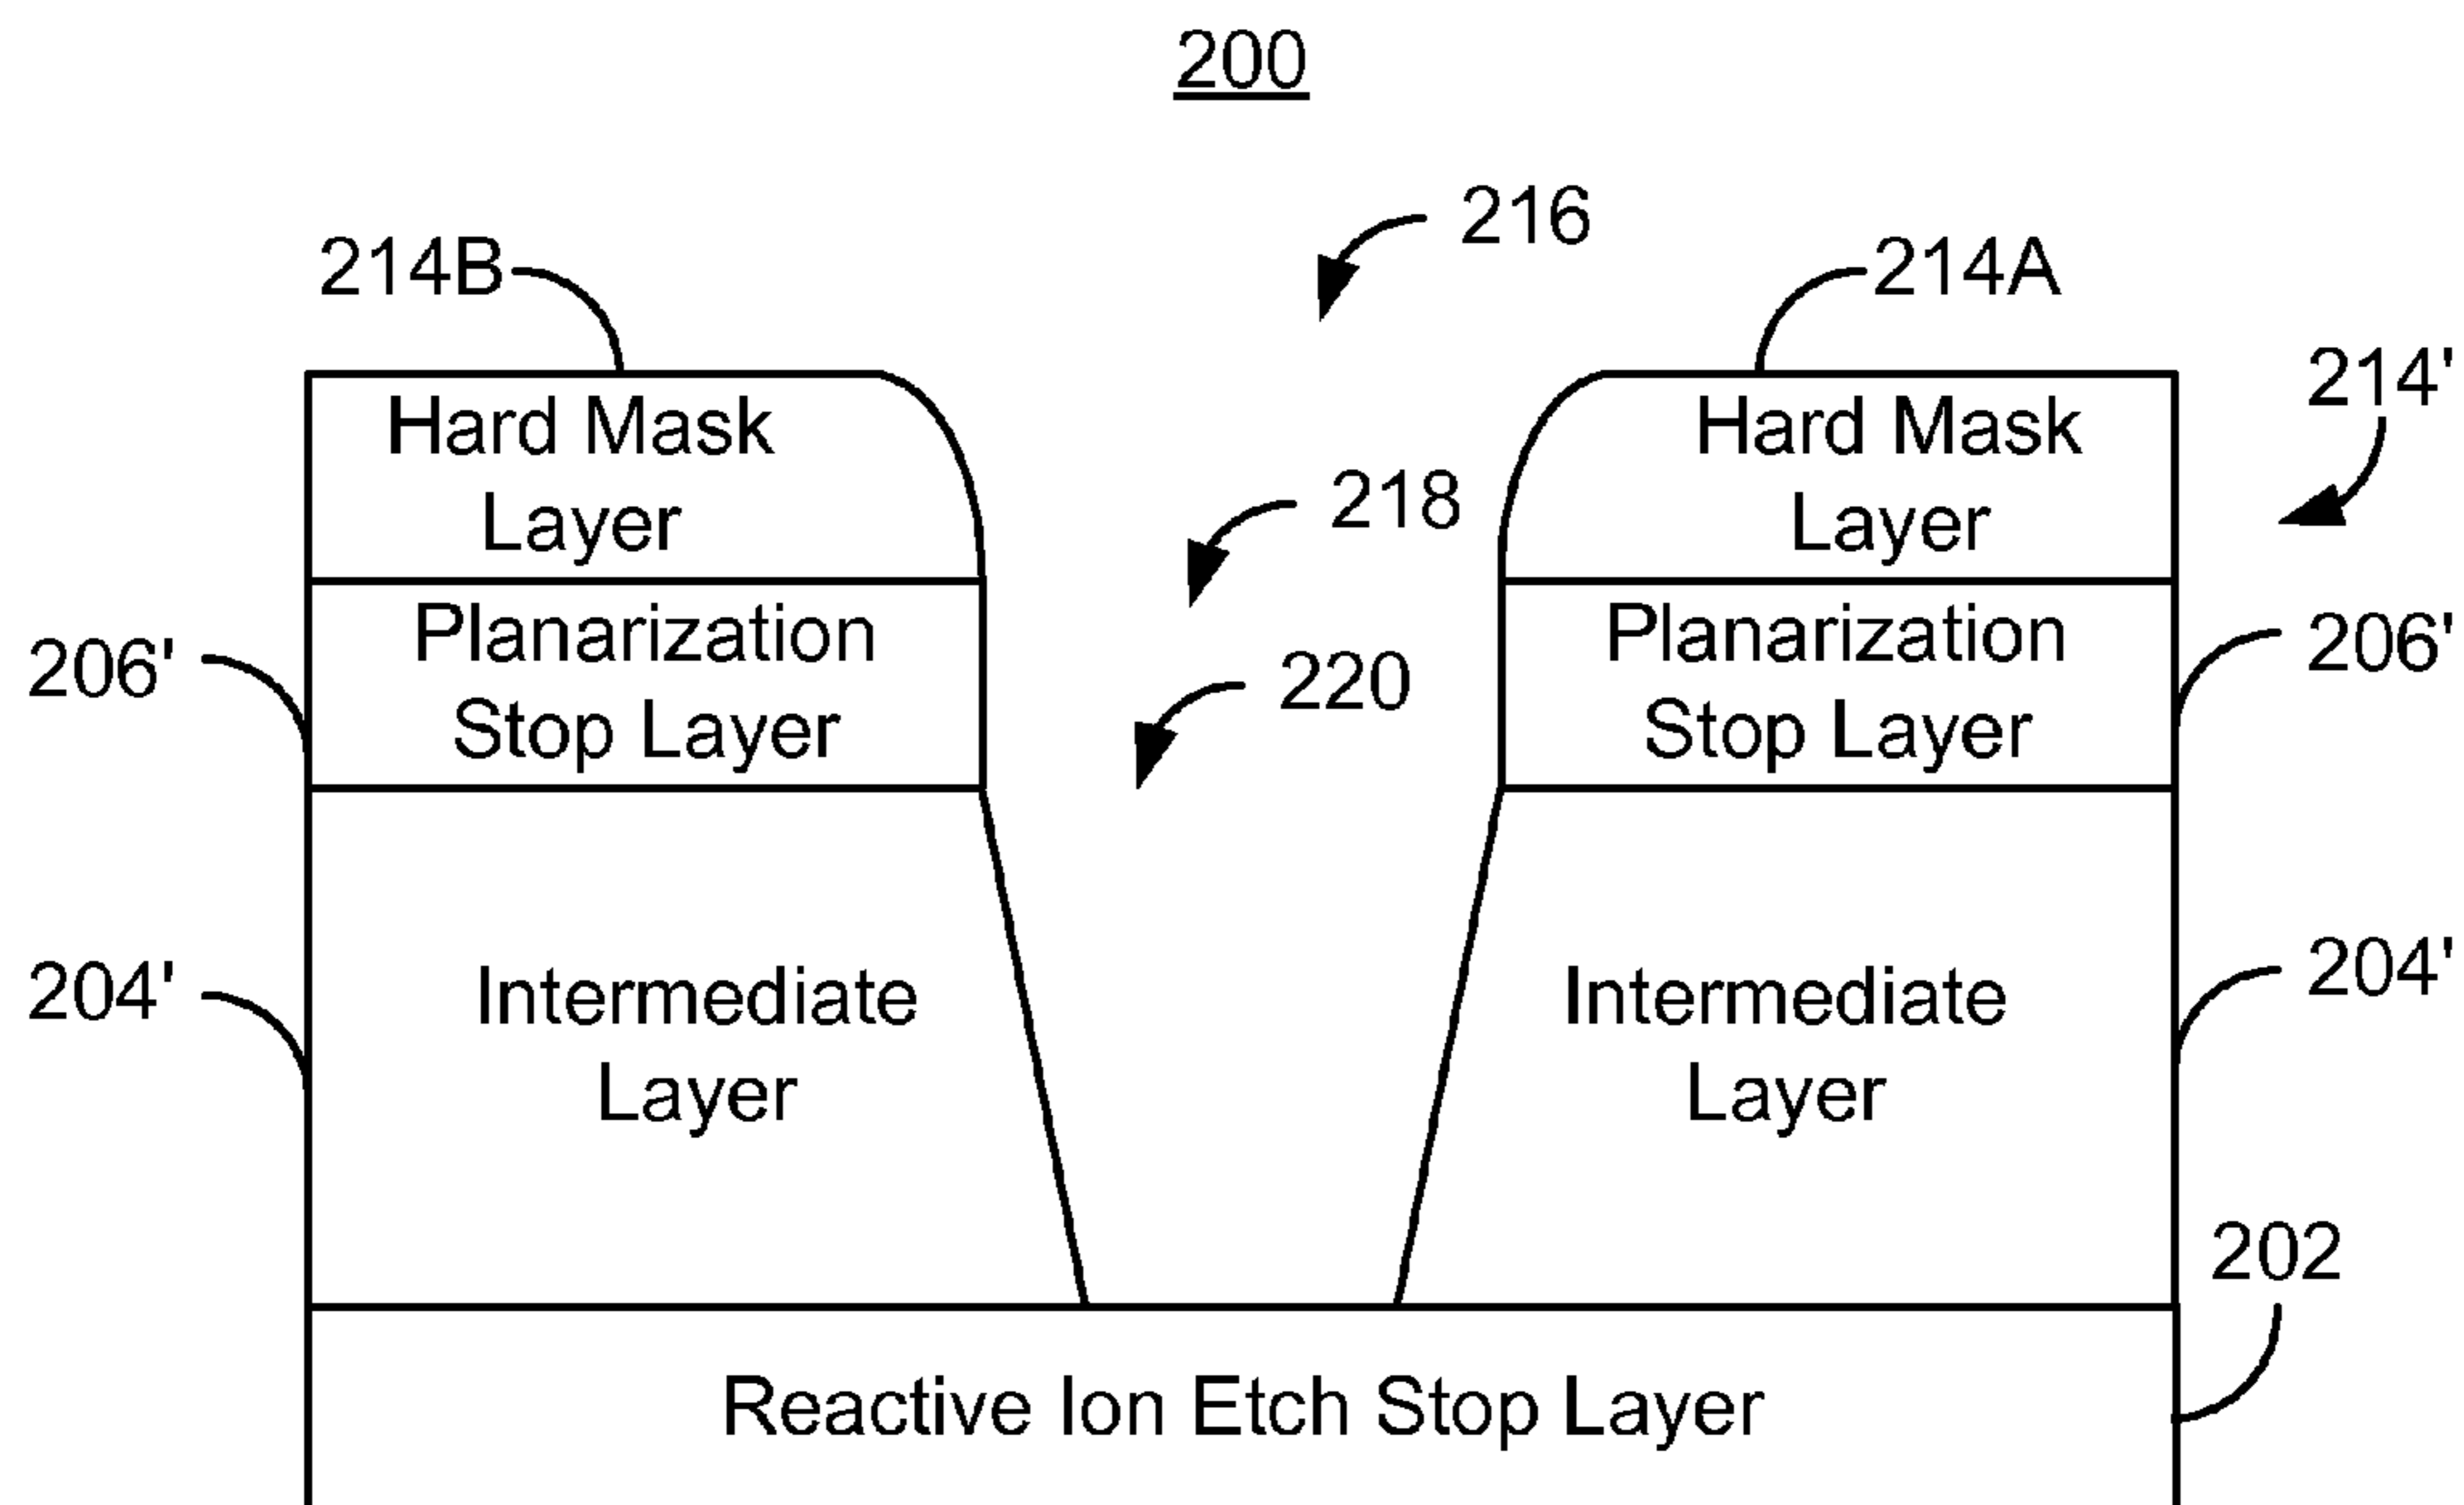 200
216
214B
214A
214'
Hard Mask
Layer
Hard Mask
Layer
218
Planarization
Stop Layer
Planarization
Stop Layer
206'
206'
220
204'
204'
Intermediate
Layer
Intermediate
Layer
202
Reactive Ion Etch Stop Layer